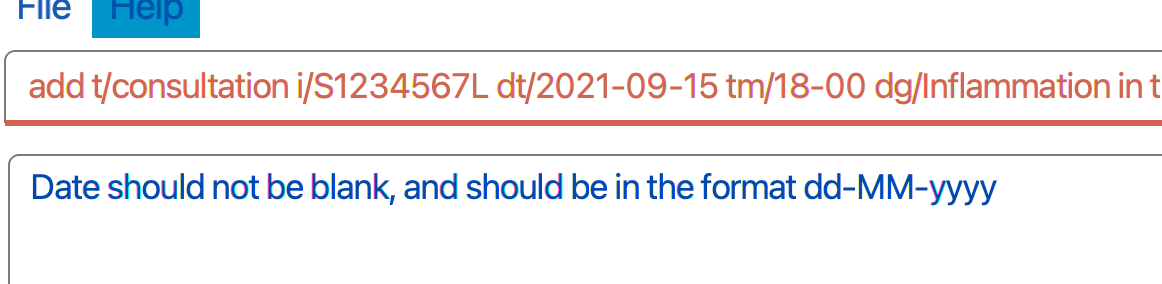 File Help
add t/consultation i/S1234567L dt/2021-09-15 tm/18-00 dg/Inflammation in t
Date should not be blank, and should be in the format dd-MM-yyyy